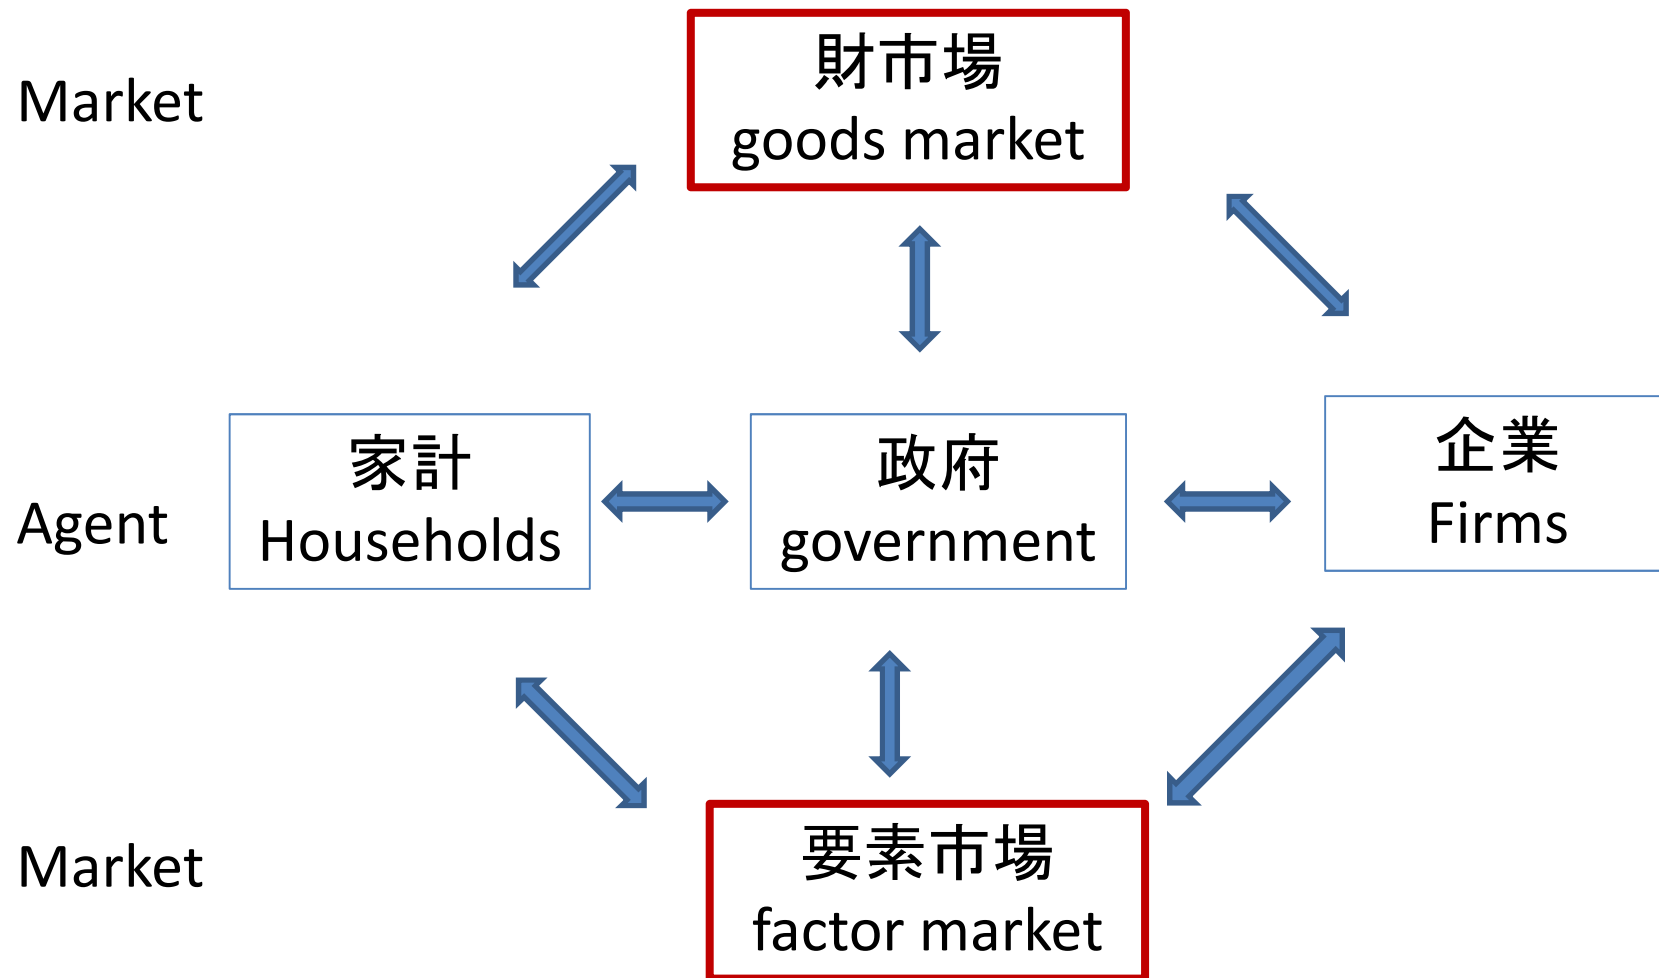 Market
財市場
goods market
Agent
家計
Households
政府
government
企業
Firms
Market
要素市場
factor market